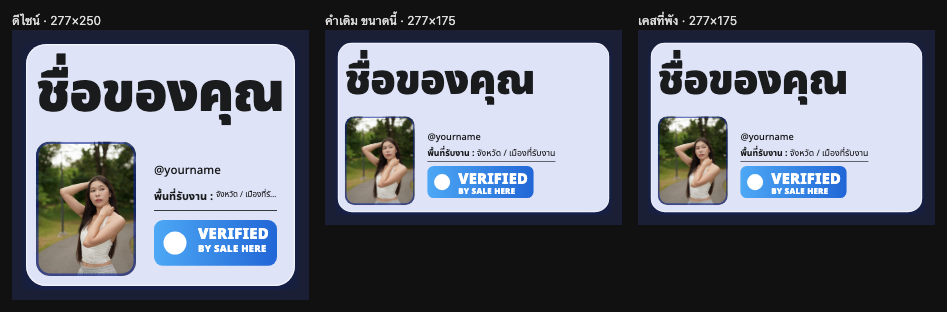 ดีไซน์ · 277×250
ชื่อของคุณ
@yourname
พื้นที่รับงาน : จังหวัด / เมืองที่รั...
VERIFIED
BY SALE HERE
คำเดิม ขนาดนี้ · 277×175
ชื่อของคุณ
@yourname
พื้นที่รับงาน : จังหวัด / เมืองที่รับงาน
VERIFIED
BY SALE HERE
เคสที่พัง · 277×175
ชื่อของคุณ
@yourname
พื้นที่รับงาน : จังหวัด / เมืองที่รับงาน
VERIFIED
BY SALE HERE